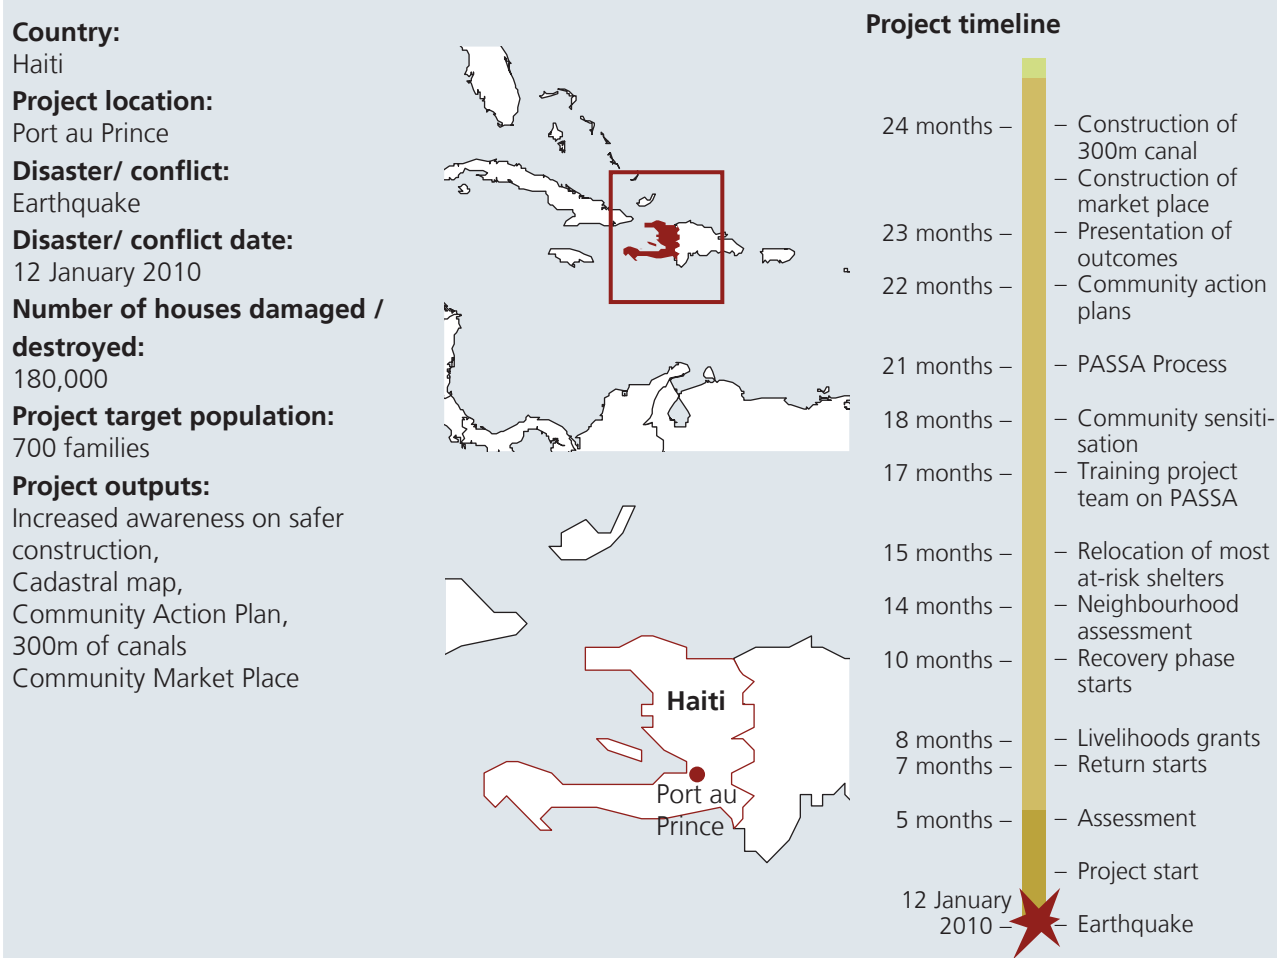 Country:
Haiti
Project location:
Port au Prince
Disaster/ conflict:
Earthquake
Disaster/ conflict date:
12 January 2010
Number of houses damaged /
destroyed:
180,000
Project target population:
700 families
Project outputs:
Increased awareness on safer
construction,
Cadastral map,
Community Action Plan,
300m of canals
Community Market Place
Haiti
Port au
Prince
Project timeline
24 months – – Construction of
300m canal
– Construction of
market place
23 months – – Presentation of
outcomes
22 months – – Community action
plans
21 months – – PASSA Process
18 months – – Community sensiti-
sation
17 months – – Training project
team on PASSA
15 months – – Relocation of most
at-risk shelters
14 months – – Neighbourhood
assessment
10 months – – Recovery phase
starts
8 months – – Livelihoods grants
7 months – – Return starts
5 months – – Assessment
– Project start
12 January
2010 – – Earthquake